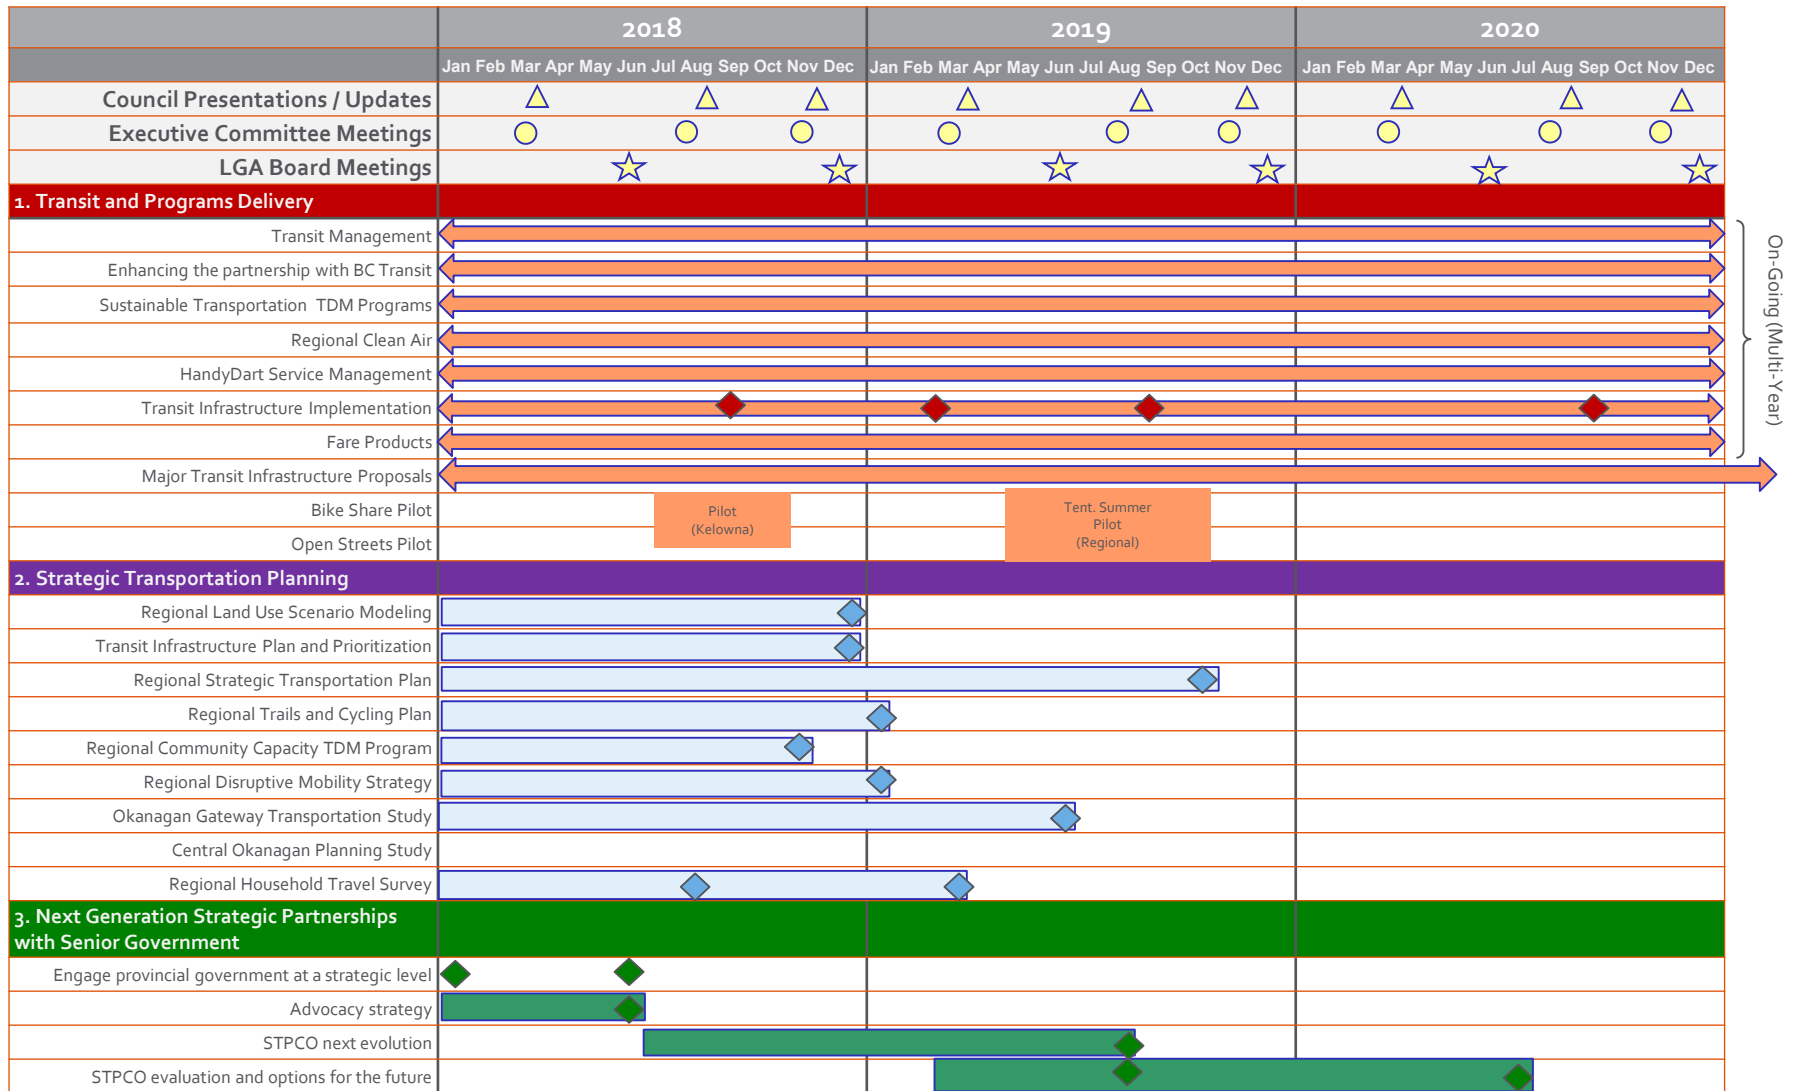 2018 2019 2020
Jan Feb Mar Apr May Jun Jul Aug Sep Oct Nov Dec Jan Feb Mar Apr May Jun Jul Aug Sep Oct Nov Dec Jan Feb Mar Apr May Jun Jul Aug Sep Oct Nov Dec
Council Presentations / Updates
Executive Committee Meetings
LGA Board Meetings
1. Transit and Programs Delivery
Transit Management
Enhancing the partnership with BC Transit
Sustainable Transportation TDM Programs
Regional Clean Air
HandyDart Service Management
Transit Infrastructure Implementation
Fare Products
On-Going (Multi-Year)
Major Transit Infrastructure Proposals
Bike Share Pilot
Open Streets Pilot
Pilot
(Kelowna)
Tent. Summer
Pilot
(Regional)
2. Strategic Transportation Planning
Regional Land Use Scenario Modeling
Transit Infrastructure Plan and Prioritization
Regional Strategic Transportation Plan
Regional Trails and Cycling Plan
Regional Community Capacity TDM Program
Regional Disruptive Mobility Strategy
Okanagan Gateway Transportation Study
Central Okanagan Planning Study
Regional Household Travel Survey
3. Next Generation Strategic Partnerships
with Senior Government
Engage provincial government at a strategic level
Advocacy strategy
STPCO next evolution
STPCO evaluation and options for the future